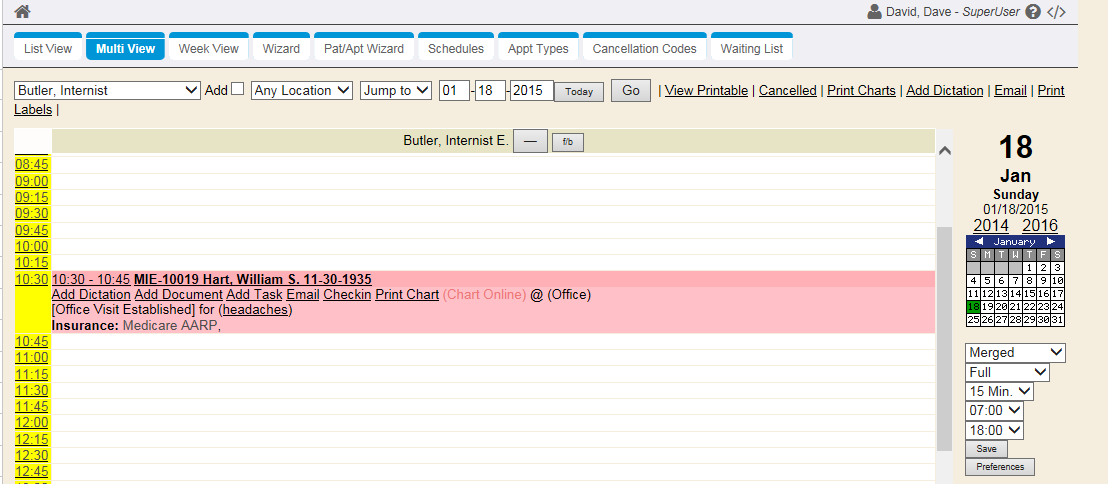 David, Dave - SuperUser ? </>
List View Multi View Week View Wizard Pat/Apt Wizard Schedules Appt Types Cancellation Codes Waiting List
Butler, Internist Add Any Location Jump to 01 - 18 - 2015 Today Go | View Printable | Cancelled | Print Charts | Add Dictation | Email | Print
Labels |
Butler, Internist E. — f/b
08:45
09:00
09:15
09:30
09:45
10:00
10:15
10:30 10:30 - 10:45 MIE-10019 Hart, William S. 11-30-1935
Add Dictation Add Document Add Task Email Checkin Print Chart (Chart Online) @ (Office)
[Office Visit Established] for (headaches)
Insurance: Medicare AARP,
10:45
11:00
11:15
11:30
11:45
12:00
12:15
12:30
12:45
18
Jan
Sunday
01/18/2015
2014 2016
January
S M T W T F S
1 2 3
4 5 6 7 8 9 10
11 12 13 14 15 16 17
18 19 20 21 22 23 24
25 26 27 28 29 30 31
Merged
Full
15 Min.
07:00
18:00
Save
Preferences